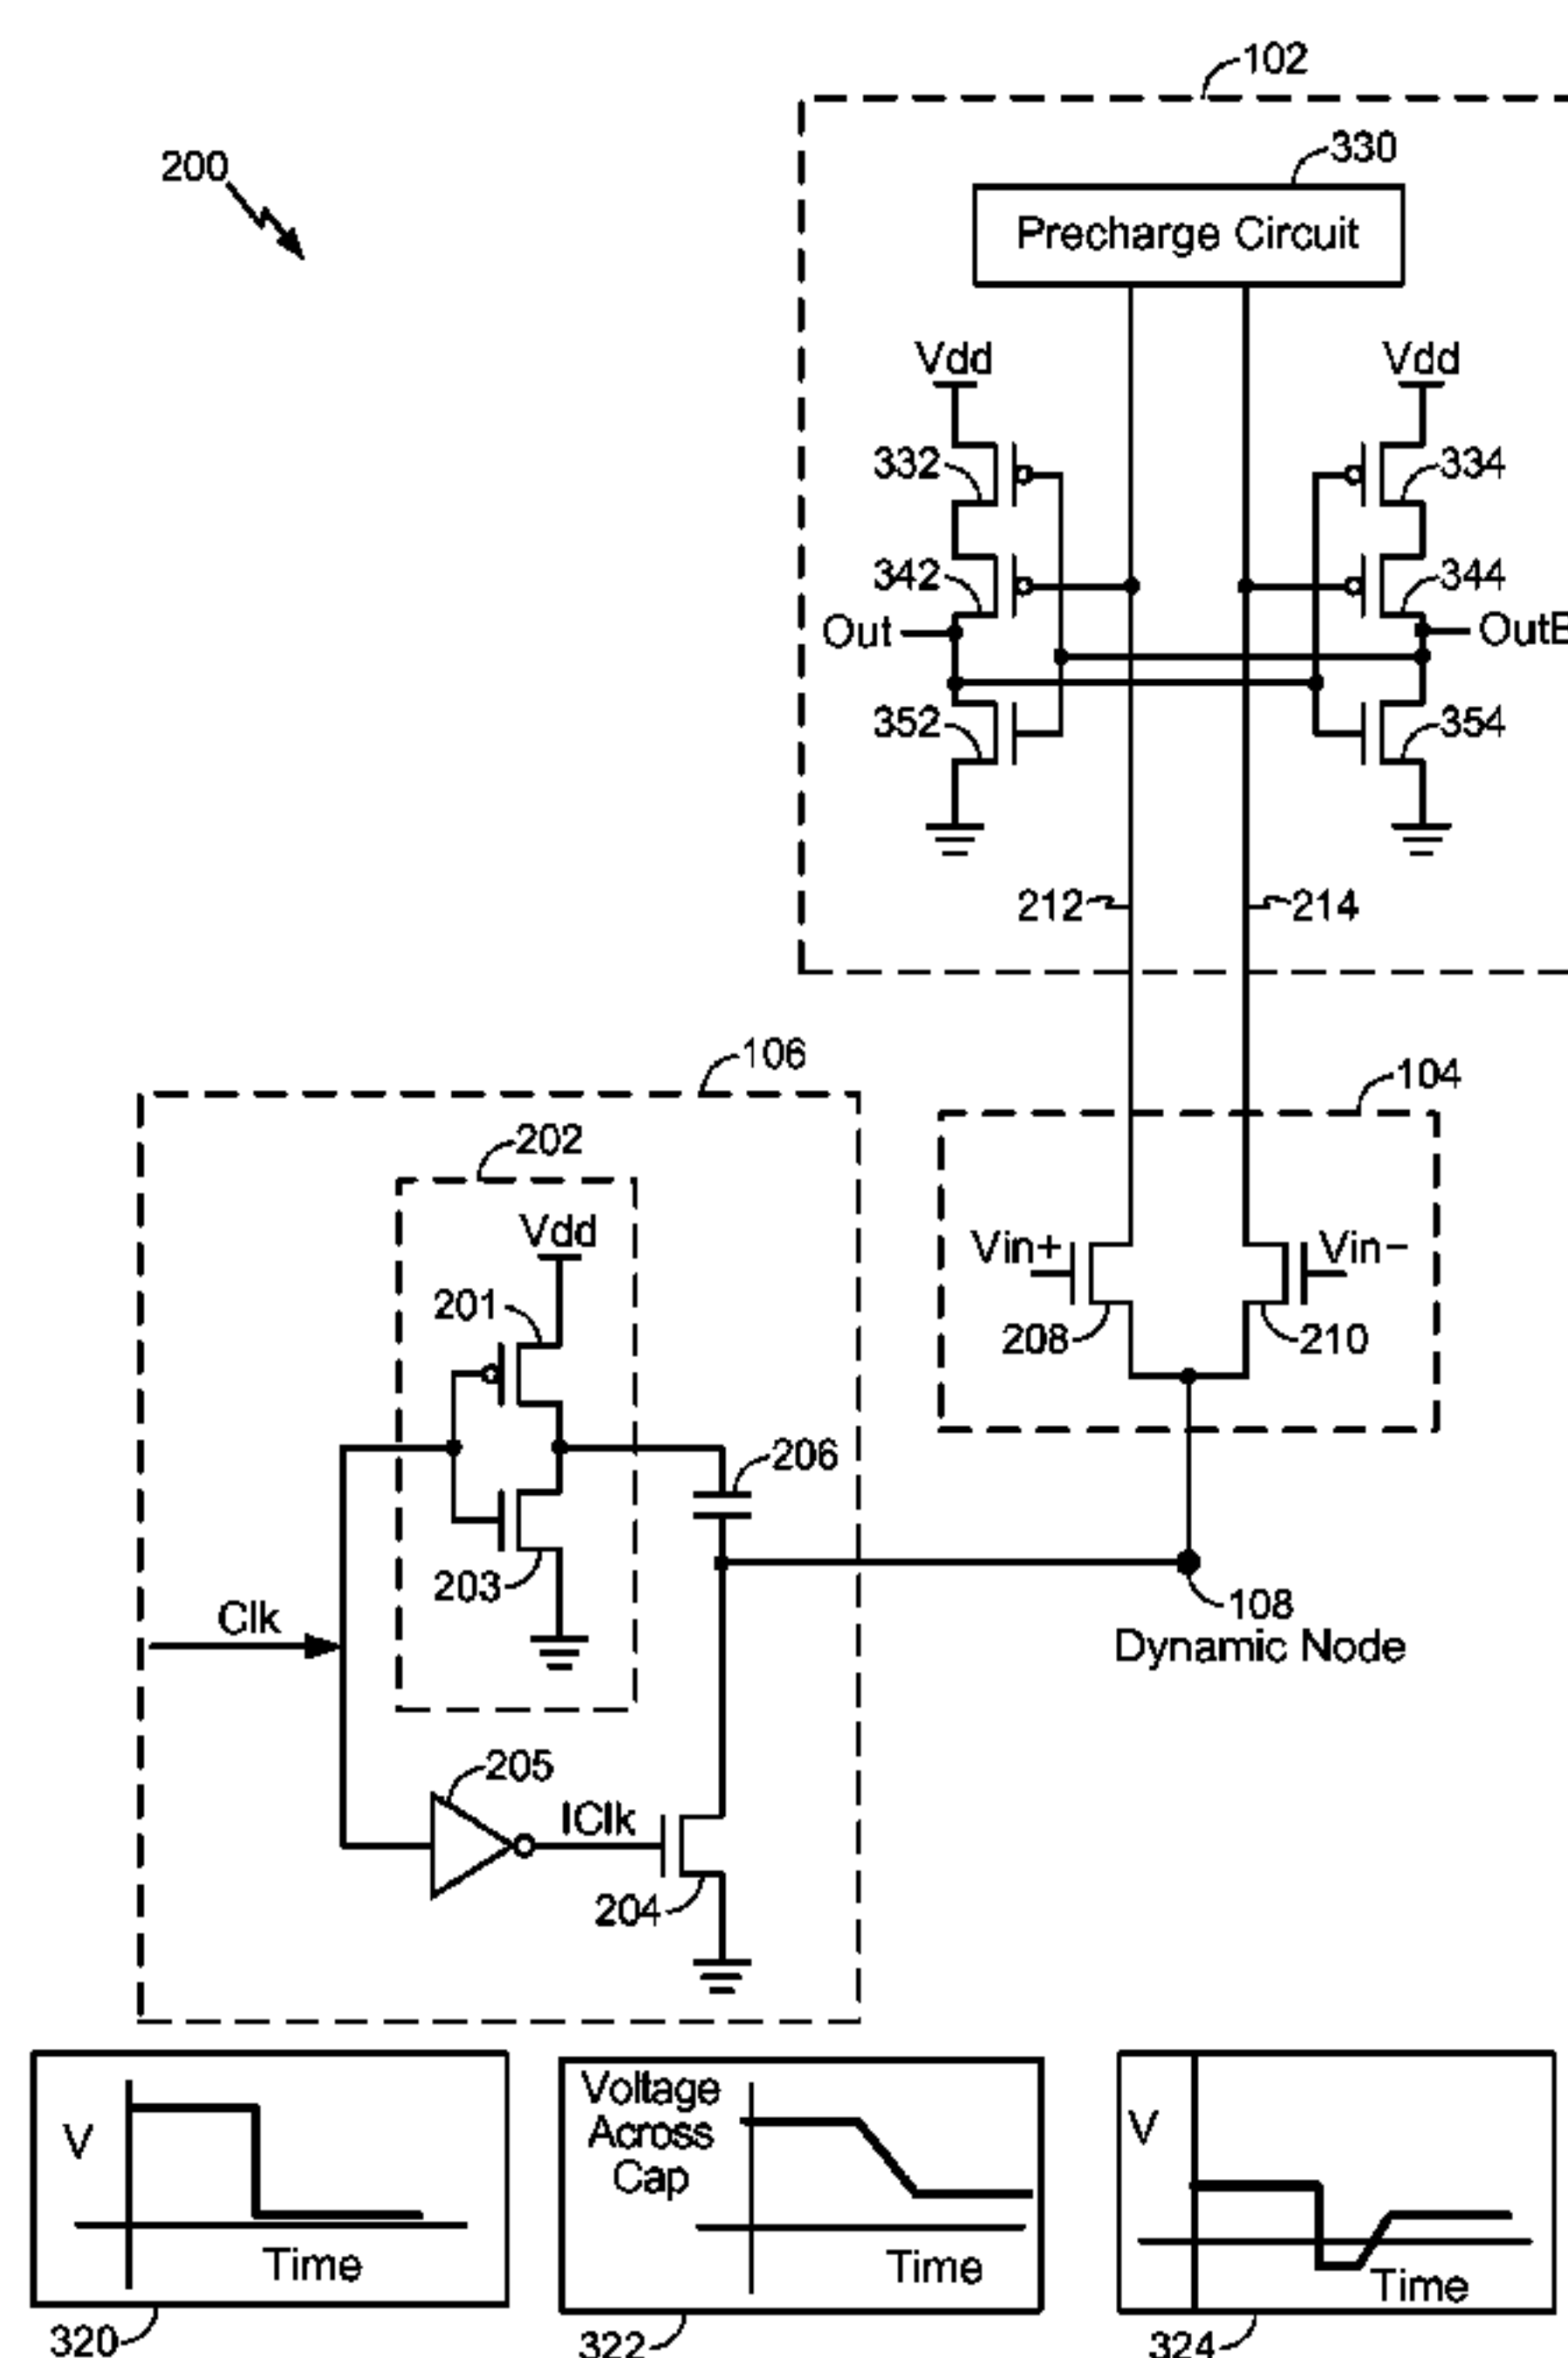 102
200
330
Precharge Circuit
Vdd
Vdd
332
334
342
344
Out
OutB
352
354
212
214
106
104
202
Vdd
Vin+
Vin−
201
208
210
206
203
Clk
108
Dynamic Node
205
IClk
204
V
Time
320
Voltage
Across
Cap
Time
322
V
Time
324